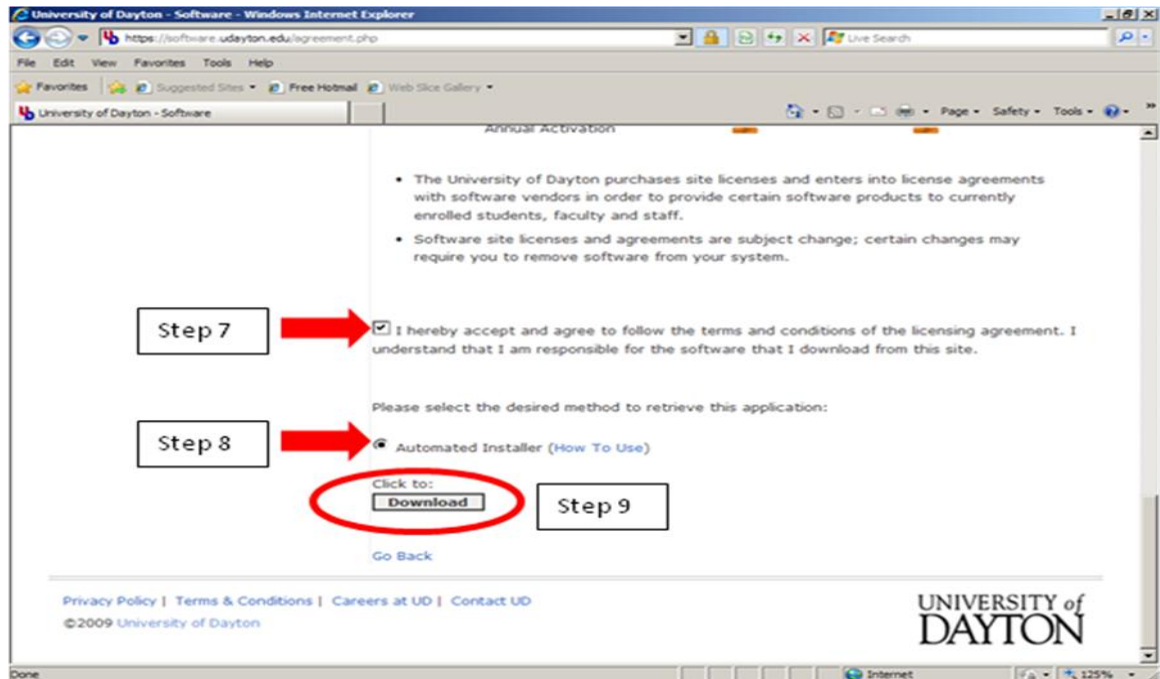 University of Dayton - Software - Windows Internet Explorer
https://software.udayton.edu/agreement.php
Live Search
File Edit View Favorites Tools Help
Favorites Suggested Sites Free Hotmail Web Slice Gallery
University of Dayton - Software
Page Safety Tools
Annual Activation
• The University of Dayton purchases site licenses and enters into license agreements
with software vendors in order to provide certain software products to currently
enrolled students, faculty and staff.
• Software site licenses and agreements are subject change; certain changes may
require you to remove software from your system.
Step 7
I hereby accept and agree to follow the terms and conditions of the licensing agreement. I
understand that I am responsible for the software that I download from this site.
Please select the desired method to retrieve this application:
Step 8
Automated Installer (How To Use)
Click to:
Download
Step 9
Go Back
Privacy Policy | Terms & Conditions | Careers at UD | Contact UD
©2009 University of Dayton
UNIVERSITY of
DAYTON
Done Internet 125%